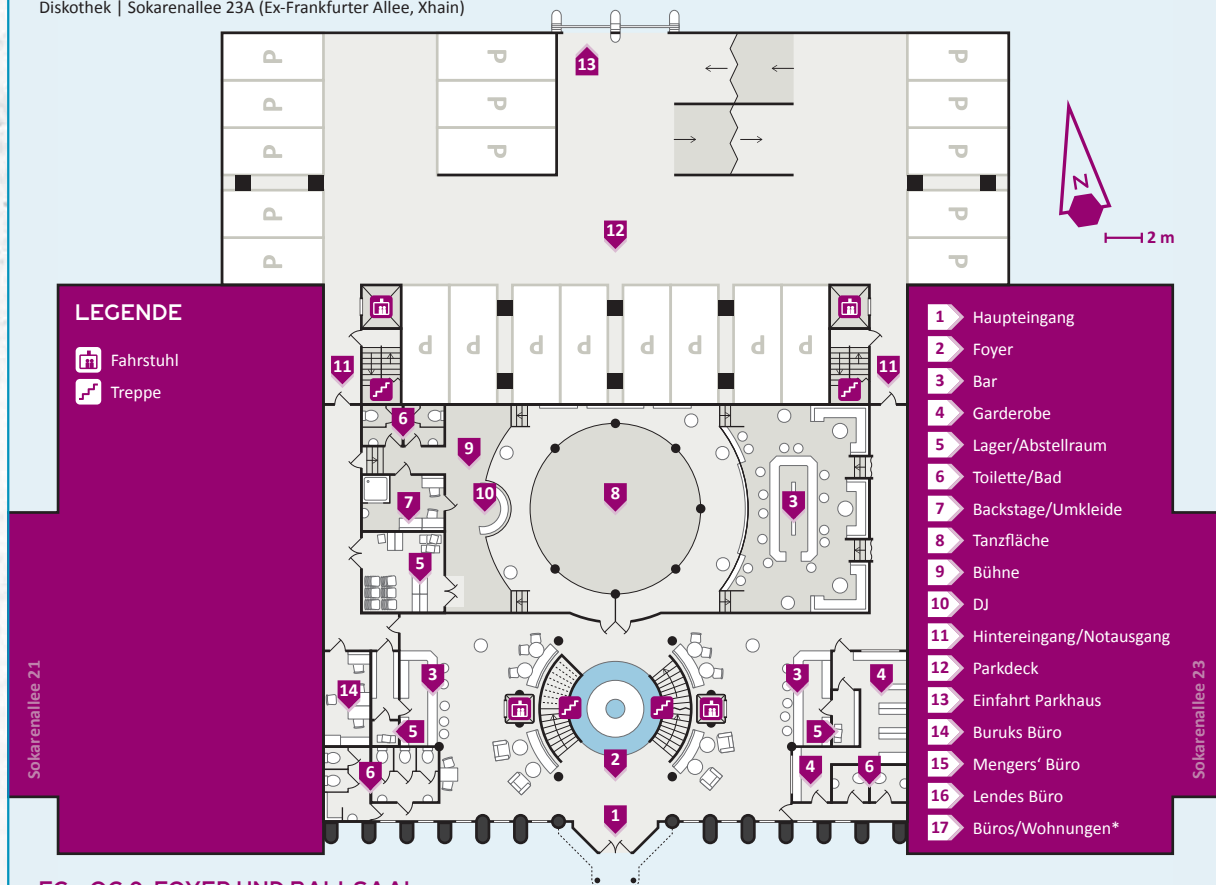 Diskothek | Sokarenallee 23A (Ex-Frankfurter Allee, Xhain)
13
P
P
P
P
P
P
P
P
P
P
P
P
P
N
12
2 m
LEGENDE
Fahrstuhl
Treppe
P
P
P
P
P
P
P
P
11
11
6
9
10
8
3
7
5
3
3
4
14
5
5
2
4
6
6
1
Sokarenallee 21
1 Haupteingang
2 Foyer
3 Bar
4 Garderobe
5 Lager/Abstellraum
6 Toilette/Bad
7 Backstage/Umkleide
8 Tanzfläche
9 Bühne
10 DJ
11 Hintereingang/Notausgang
12 Parkdeck
13 Einfahrt Parkhaus
14 Buruks Büro
15 Mengers‘ Büro
16 Lendes Büro
17 Büros/Wohnungen*
Sokarenallee 23